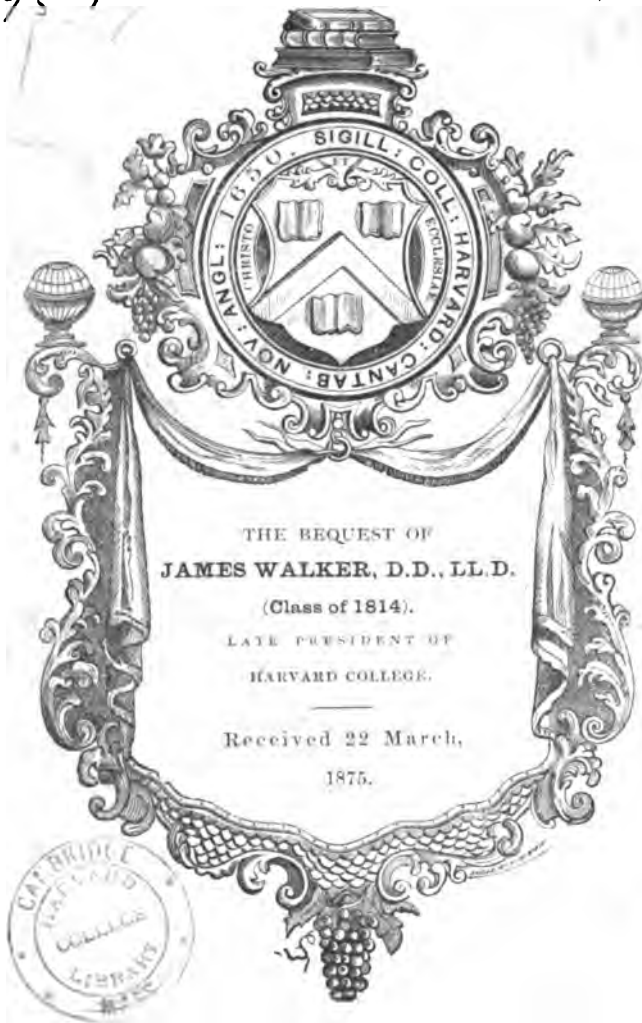 SIGILL: COLL: HARVARD: CANTAB: NOV: ANGL: 1650.
CHRISTO
ET
ECCLESIAE
THE BEQUEST OF
JAMES WALKER, D.D., LL.D.
(Class of 1814).
LATE PRESIDENT OF
HARVARD COLLEGE.
Received 22 March,
1875.
CAMBRIDGE
HARVARD
COLLEGE
LIBRARY
MASS